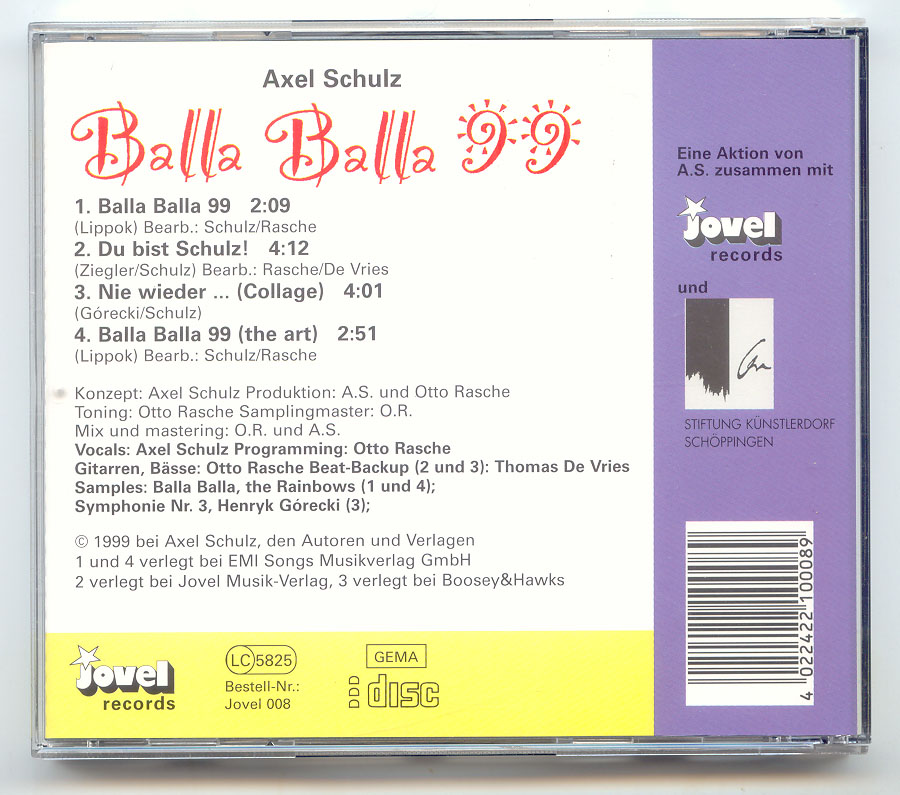 Axel Schulz
Balla Balla 99
1. Balla Balla 99 2:09
(Lippok) Bearb.: Schulz/Rasche
2. Du bist Schulz! 4:12
(Ziegler/Schulz) Bearb.: Rasche/De Vries
3. Nie wieder ... (Collage) 4:01
(Górecki/Schulz)
4. Balla Balla 99 (the art) 2:51
(Lippok) Bearb.: Schulz/Rasche
Konzept: Axel Schulz Produktion: A.S. und Otto Rasche
Toning: Otto Rasche Samplingmaster: O.R.
Mix und mastering: O.R. und A.S.
Vocals: Axel Schulz Programming: Otto Rasche
Gitarren, Bässe: Otto Rasche Beat-Backup (2 und 3): Thomas De Vries
Samples: Balla Balla, the Rainbows (1 und 4);
Symphonie Nr. 3, Henryk Górecki (3);
© 1999 bei Axel Schulz, den Autoren und Verlagen
1 und 4 verlegt bei EMI Songs Musikverlag GmbH
2 verlegt bei Jovel Musik-Verlag, 3 verlegt bei Boosey&Hawks
jovel
records
LC 5825
Bestell-Nr.:
Jovel 008
GEMA
DDD
disc
Eine Aktion von
A.S. zusammen mit
jovel
records
und
STIFTUNG KÜNSTLERDORF
SCHÖPPINGEN
4 022422 100089